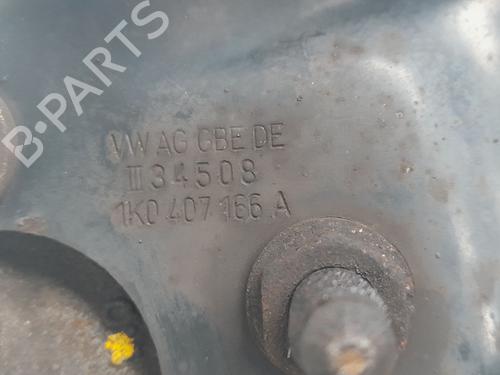 VW AG CBE DE
III 34508
1K0 407 166 A
B-PARTS